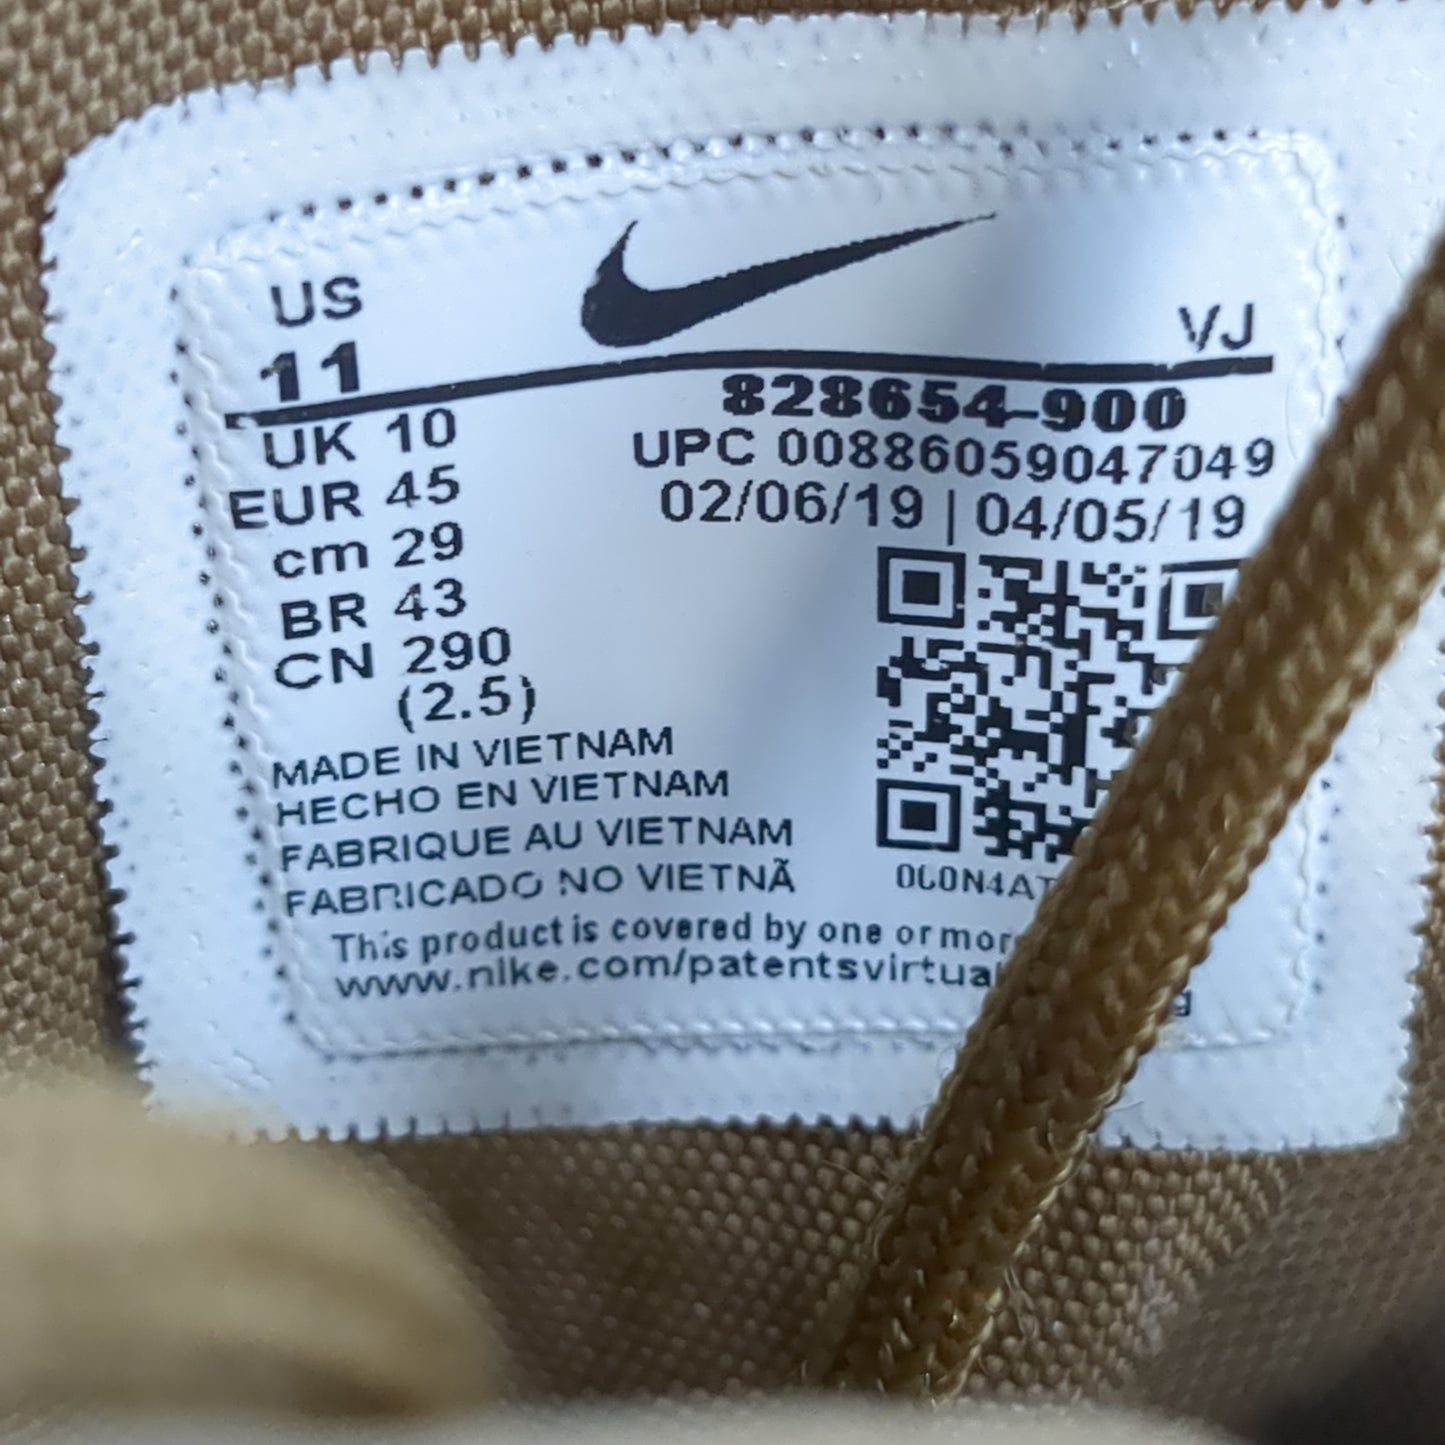 US
11
VJ
828654-900
UK 10
UPC 00886059047049
EUR 45
02/06/19 | 04/05/19
cm 29
BR 43
CN 290
(2.5)
MADE IN VIETNAM
HECHO EN VIETNAM
FABRIQUE AU VIETNAM
FABRICADO NO VIETNÃ
This product is covered by one or
www.nike.com/patents